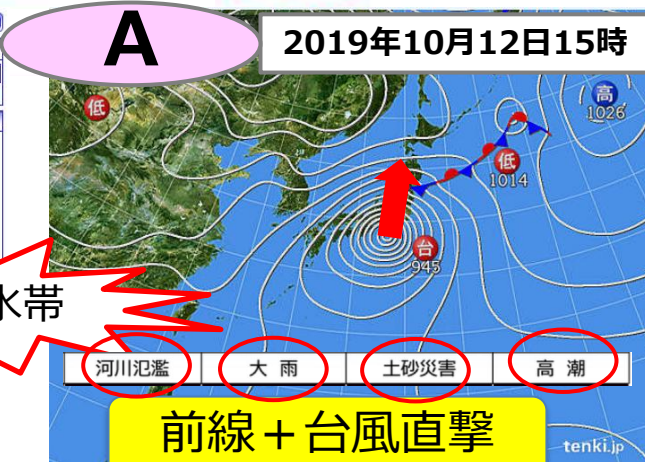 A
2019年10月12日15時
低
高
1026
低
1014
台
945
水帯
河川氾濫
大 雨
土砂災害
高 潮
前線＋台風直撃
tenki.jp